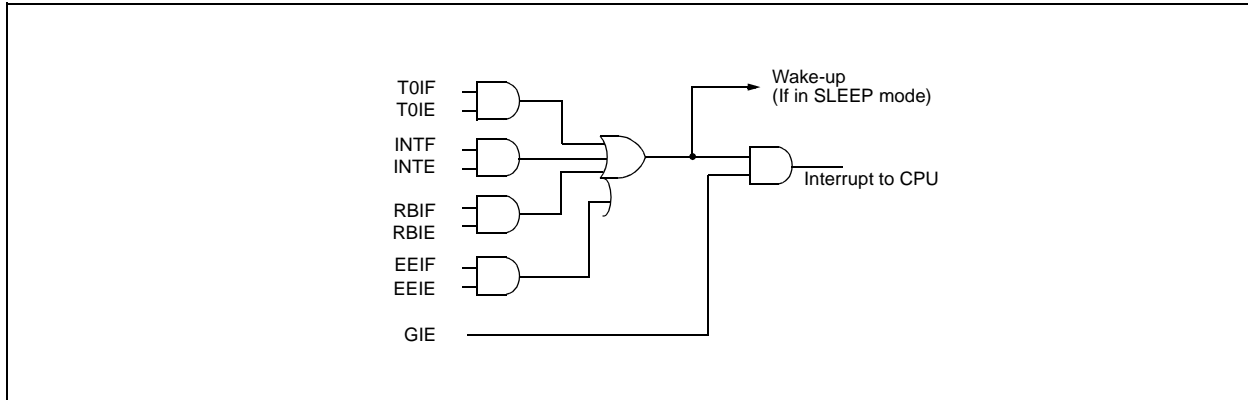 T0IF
T0IE
INTF
INTE
RBIF
RBIE
EEIF
EEIE
GIE
Wake-up
(If in SLEEP mode)
Interrupt to CPU